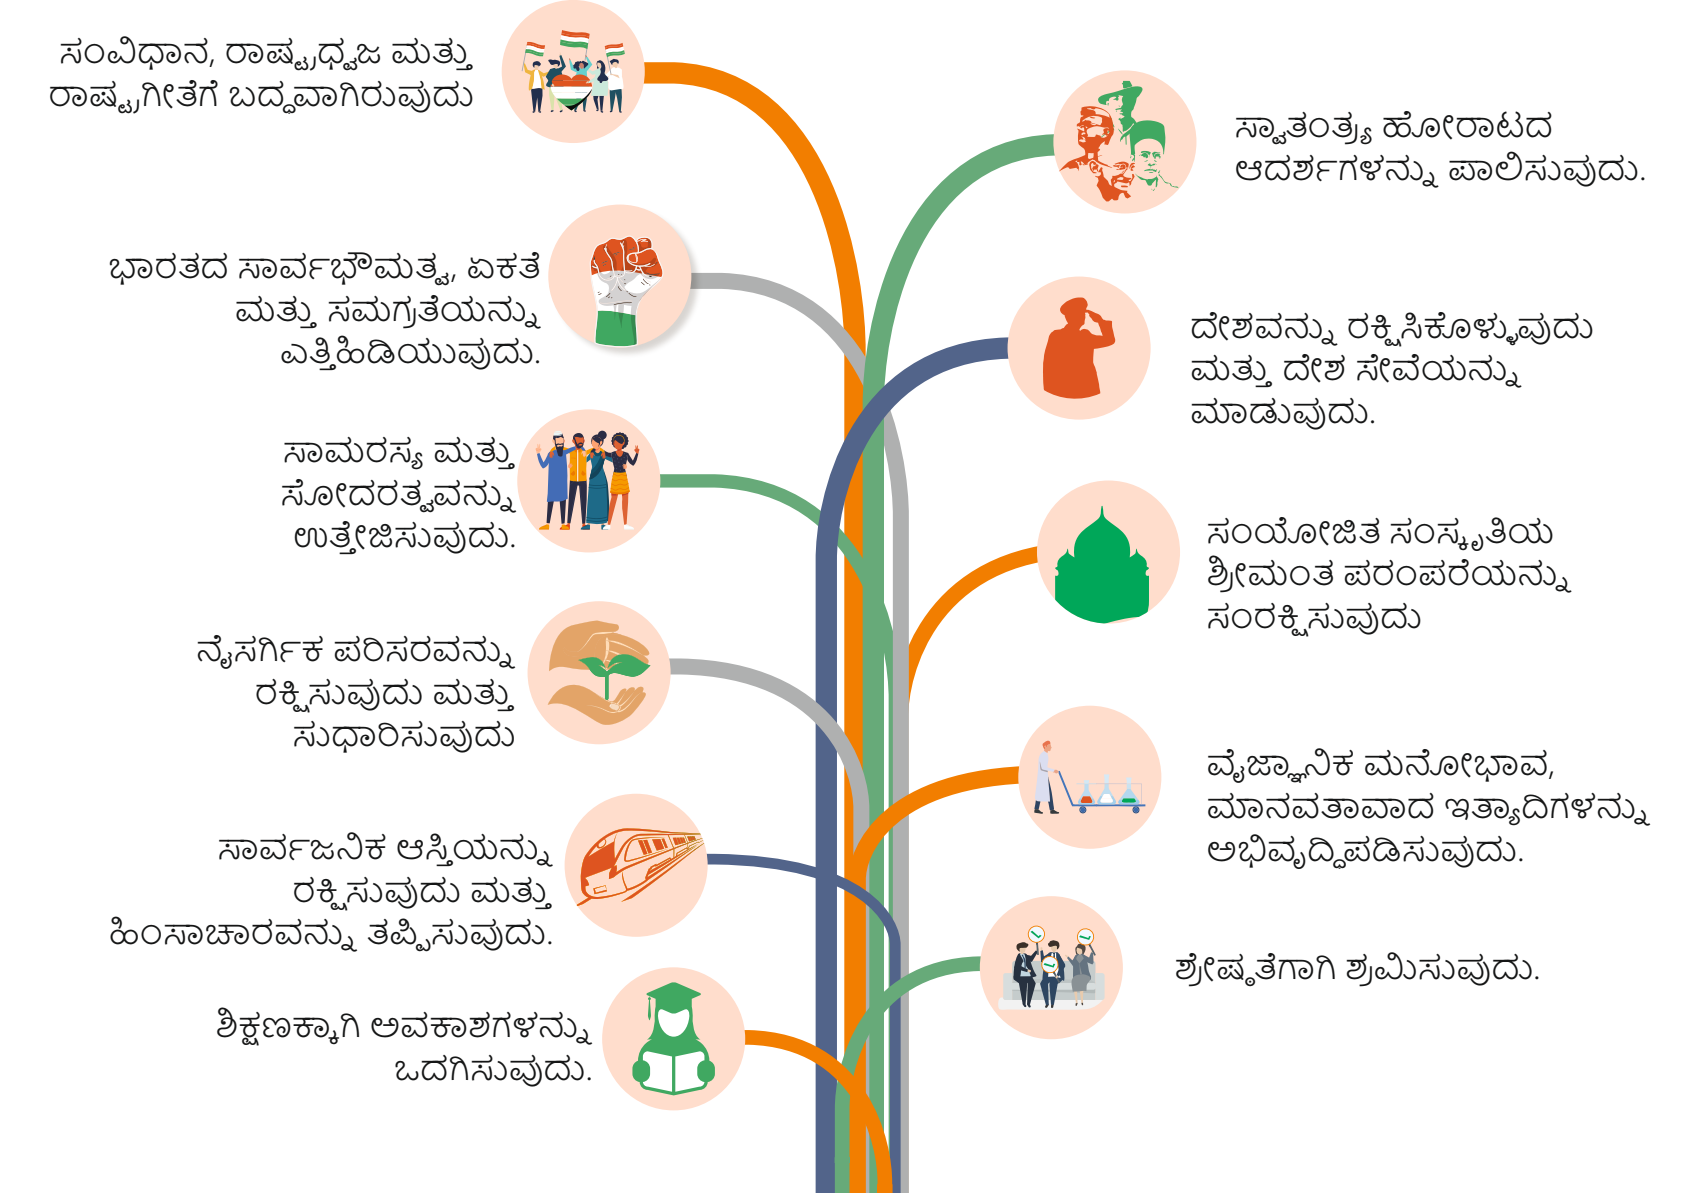 ಸಂವಿಧಾನ, ರಾಷ್ಟ್ರಧ್ವಜ ಮತ್ತು
ರಾಷ್ಟ್ರಗೀತೆಗೆ ಬದ್ಧವಾಗಿರುವುದು
ಸ್ವಾತಂತ್ರ್ಯ ಹೋರಾಟದ
ಆದರ್ಶಗಳನ್ನು ಪಾಲಿಸುವುದು.
ಭಾರತದ ಸಾರ್ವಭೌಮತ್ವ, ಏಕತೆ
ಮತ್ತು ಸಮಗ್ರತೆಯನ್ನು
ಎತ್ತಿಹಿಡಿಯುವುದು.
ದೇಶವನ್ನು ರಕ್ಷಿಸಿಕೊಳ್ಳುವುದು
ಮತ್ತು ದೇಶ ಸೇವೆಯನ್ನು
ಮಾಡುವುದು.
ಸಾಮರಸ್ಯ ಮತ್ತು
ಸೋದರತ್ವವನ್ನು
ಉತ್ತೇಜಿಸುವುದು.
ಸಂಯೋಜಿತ ಸಂಸ್ಕೃತಿಯ
ಶ್ರೀಮಂತ ಪರಂಪರೆಯನ್ನು
ಸಂರಕ್ಷಿಸುವುದು
ನೈಸರ್ಗಿಕ ಪರಿಸರವನ್ನು
ರಕ್ಷಿಸುವುದು ಮತ್ತು
ಸುಧಾರಿಸುವುದು
ವೈಜ್ಞಾನಿಕ ಮನೋಭಾವ,
ಮಾನವತಾವಾದ ಇತ್ಯಾದಿಗಳನ್ನು
ಅಭಿವೃದ್ಧಿಪಡಿಸುವುದು.
ಸಾರ್ವಜನಿಕ ಆಸ್ತಿಯನ್ನು
ರಕ್ಷಿಸುವುದು ಮತ್ತು
ಹಿಂಸಾಚಾರವನ್ನು ತಪ್ಪಿಸುವುದು.
ಶ್ರೇಷ್ಠತೆಗಾಗಿ ಶ್ರಮಿಸುವುದು.
ಶಿಕ್ಷಣಕ್ಕಾಗಿ ಅವಕಾಶಗಳನ್ನು
ಒದಗಿಸುವುದು.